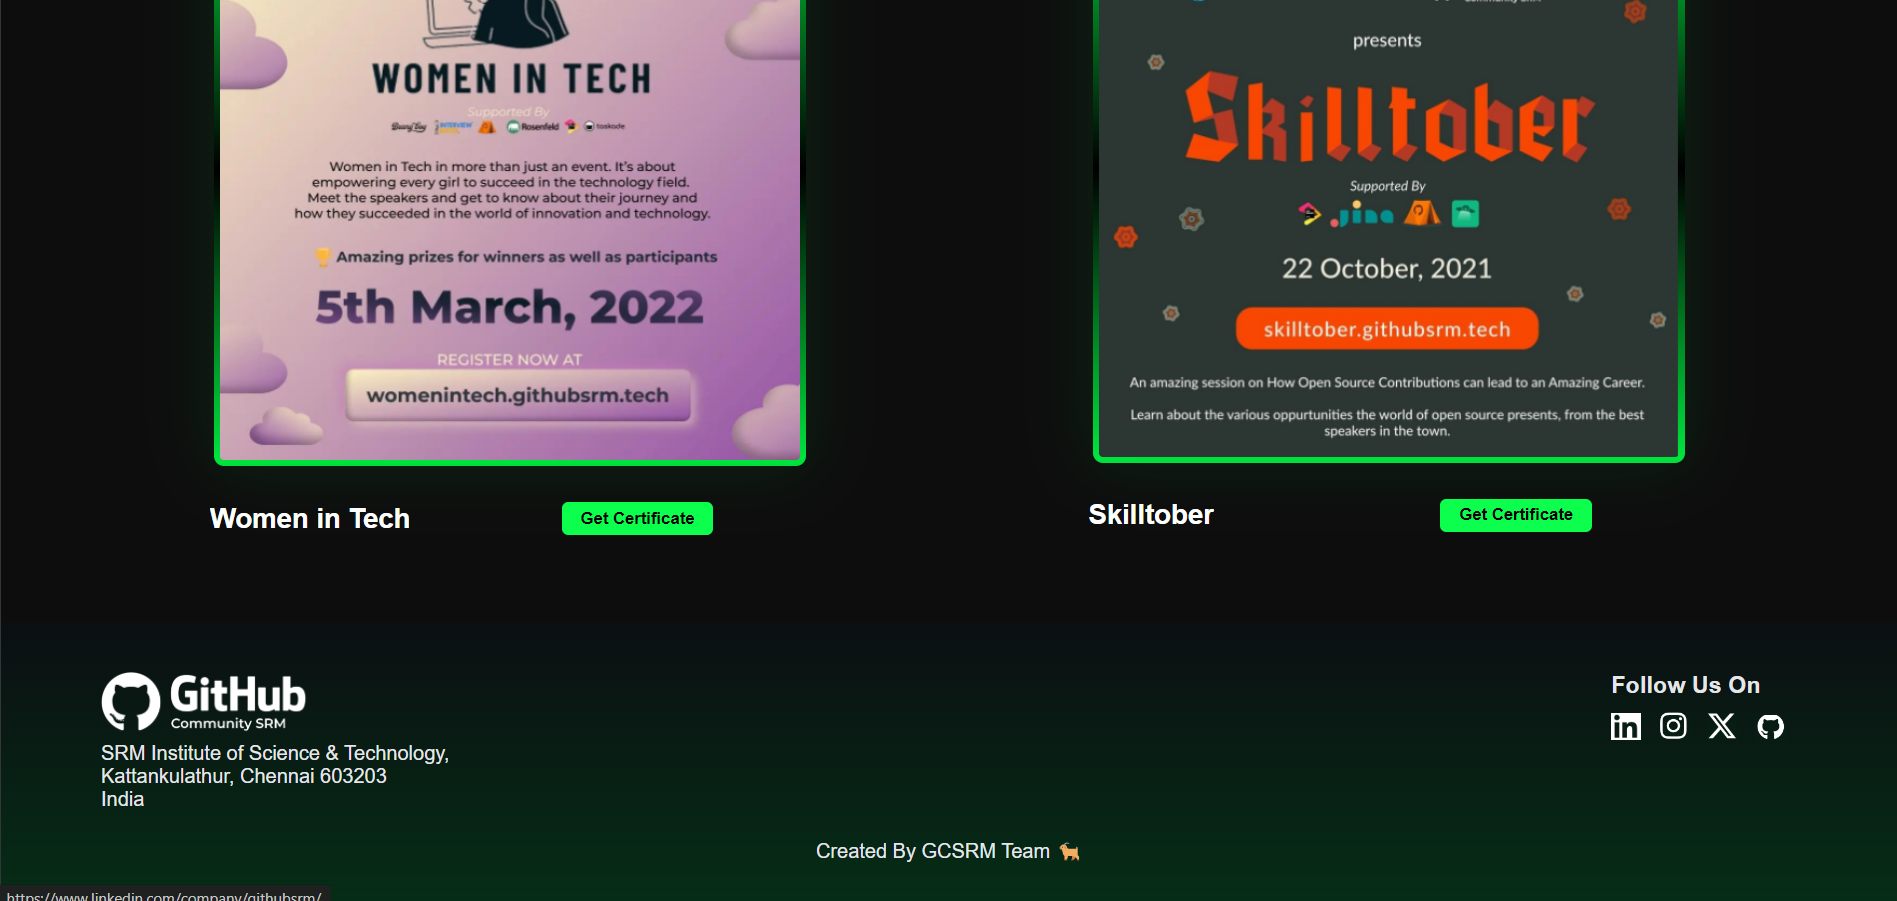 WOMEN IN TECH
Supported By
INTERVIEW
Rosenfeld
taskade
Women in Tech in more than just an event. It's about
empowering every girl to succeed in the technology field.
Meet the speakers and get to know about their journey and
how they succeeded in the world of innovation and technology.
🏆 Amazing prizes for winners as well as participants
5th March, 2022
REGISTER NOW AT
womenintech.githubsrm.tech
presents
Skilltober
Supported By
jina
22 October, 2021
skilltober.githubsrm.tech
An amazing session on How Open Source Contributions can lead to an Amazing Career.
Learn about the various oppurtunities the world of open source presents, from the best
speakers in the town.
Women in Tech
Get Certificate
Skilltober
Get Certificate
GitHub
Community SRM
SRM Institute of Science & Technology,
Kattankulathur, Chennai 603203
India
Follow Us On
Created By GCSRM Team 🐐
https://www.linkedin.com/company/githubsrm/